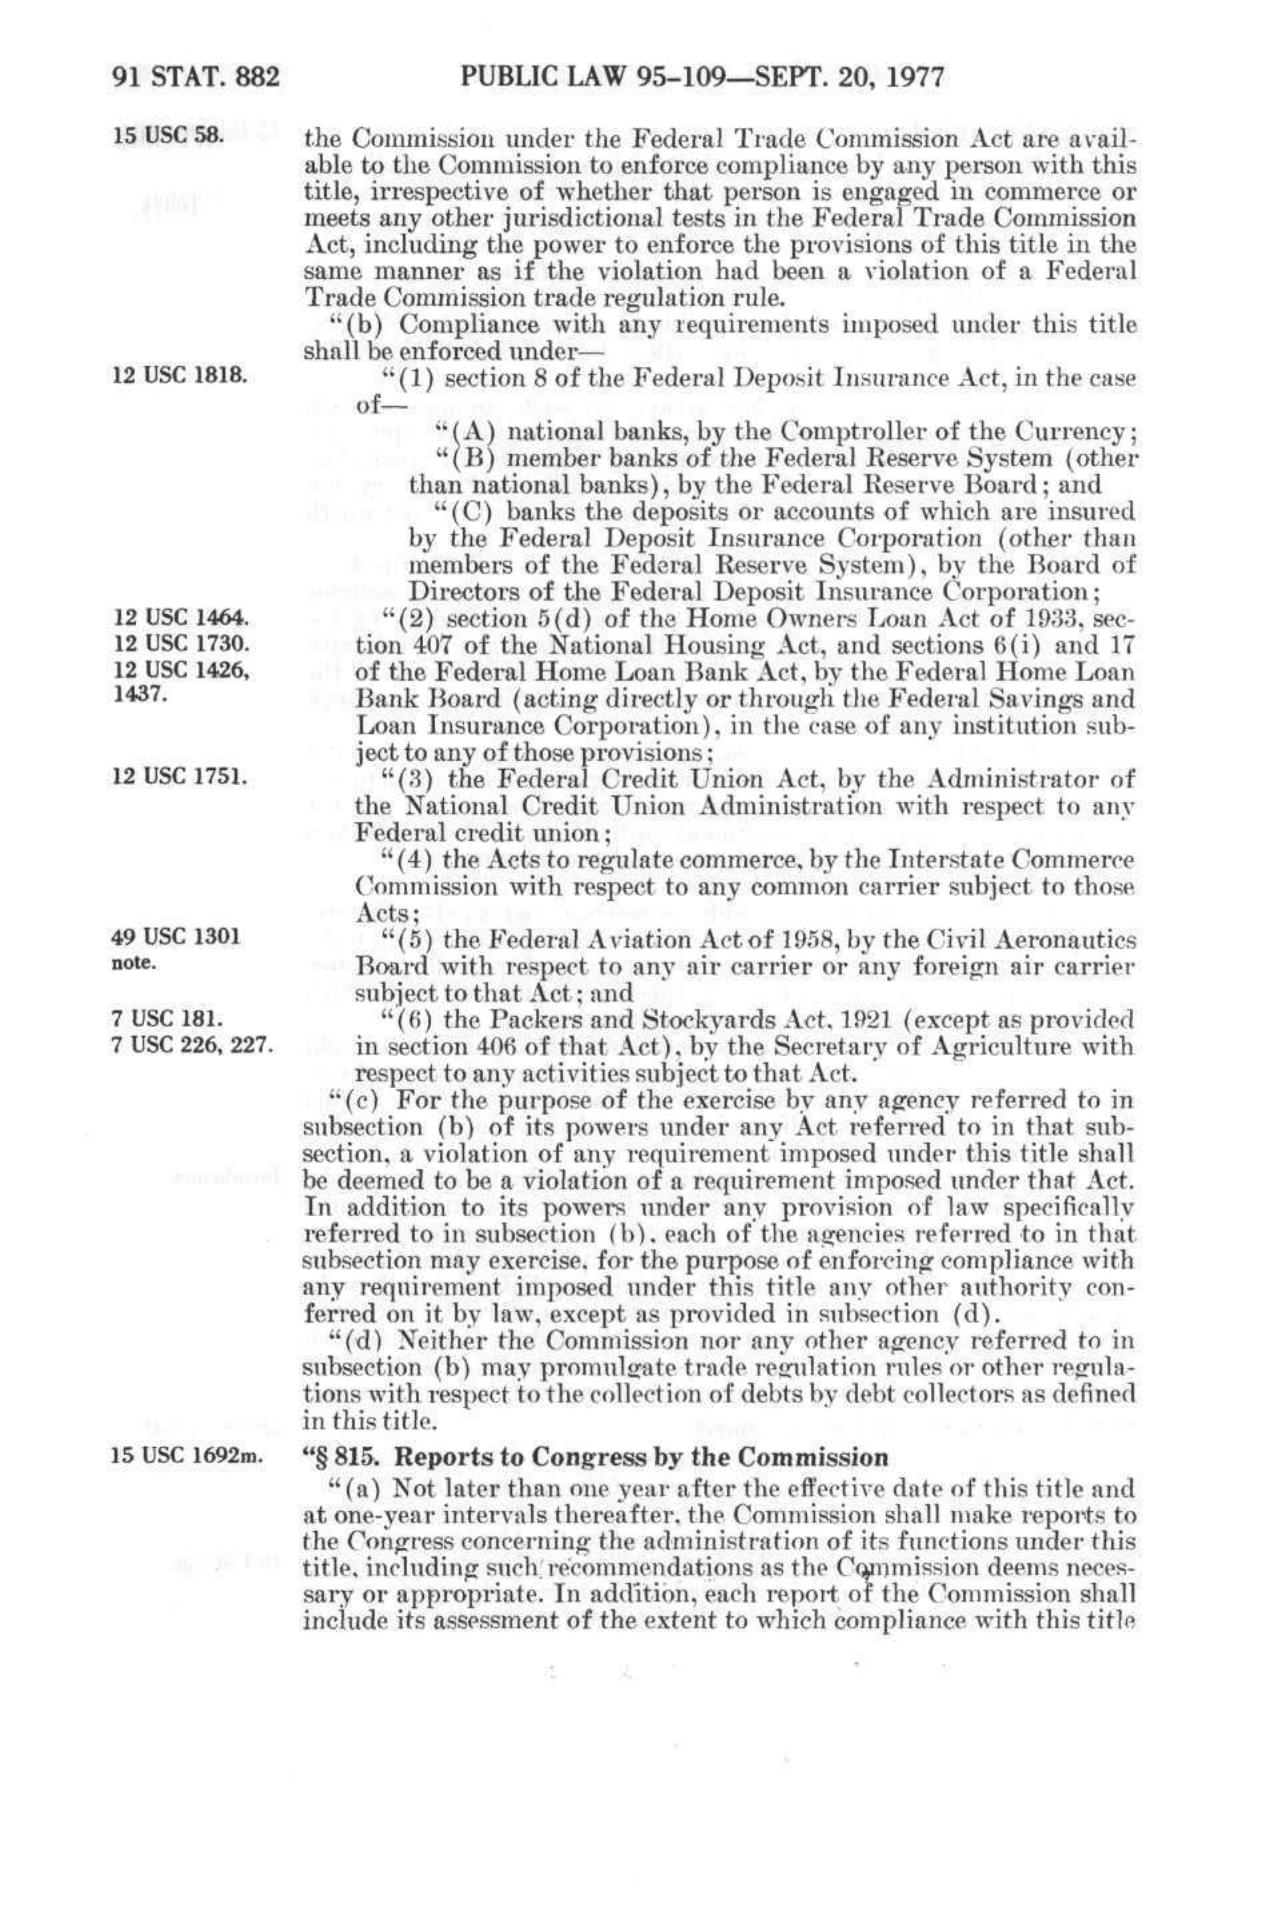 91 STAT. 882
PUBLIC LAW 95-109—SEPT. 20, 1977
15 USC 58.
the Commission under the Federal Trade Commission Act are avail-
able to the Commission to enforce compliance by any person with this
title, irrespective of whether that person is engaged in commerce or
meets any other jurisdictional tests in the Federal Trade Commission
Act, including the power to enforce the provisions of this title in the
same manner as if the violation had been a violation of a Federal
Trade Commission trade regulation rule.
“(b) Compliance with any requirements imposed under this title
shall be enforced under—
12 USC 1818.
“(1) section 8 of the Federal Deposit Insurance Act, in the case
of—
“(A) national banks, by the Comptroller of the Currency;
“(B) member banks of the Federal Reserve System (other
than national banks), by the Federal Reserve Board; and
“(C) banks the deposits or accounts of which are insured
by the Federal Deposit Insurance Corporation (other than
members of the Federal Reserve System), by the Board of
Directors of the Federal Deposit Insurance Corporation;
12 USC 1464.
12 USC 1730.
12 USC 1426,
1437.
“(2) section 5(d) of the Home Owners Loan Act of 1933, sec-
tion 407 of the National Housing Act, and sections 6(i) and 17
of the Federal Home Loan Bank Act, by the Federal Home Loan
Bank Board (acting directly or through the Federal Savings and
Loan Insurance Corporation), in the case of any institution sub-
ject to any of those provisions;
12 USC 1751.
“(3) the Federal Credit Union Act, by the Administrator of
the National Credit Union Administration with respect to any
Federal credit union;
“(4) the Acts to regulate commerce, by the Interstate Commerce
Commission with respect to any common carrier subject to those
Acts;
49 USC 1301
note.
“(5) the Federal Aviation Act of 1958, by the Civil Aeronautics
Board with respect to any air carrier or any foreign air carrier
subject to that Act; and
7 USC 181.
7 USC 226, 227.
“(6) the Packers and Stockyards Act, 1921 (except as provided
in section 406 of that Act), by the Secretary of Agriculture with
respect to any activities subject to that Act.
“(c) For the purpose of the exercise by any agency referred to in
subsection (b) of its powers under any Act referred to in that sub-
section, a violation of any requirement imposed under this title shall
be deemed to be a violation of a requirement imposed under that Act.
In addition to its powers under any provision of law specifically
referred to in subsection (b), each of the agencies referred to in that
subsection may exercise, for the purpose of enforcing compliance with
any requirement imposed under this title any other authority con-
ferred on it by law, except as provided in subsection (d).
“(d) Neither the Commission nor any other agency referred to in
subsection (b) may promulgate trade regulation rules or other regula-
tions with respect to the collection of debts by debt collectors as defined
in this title.
15 USC 1692m.
“§ 815. Reports to Congress by the Commission
“(a) Not later than one year after the effective date of this title and
at one-year intervals thereafter, the Commission shall make reports to
the Congress concerning the administration of its functions under this
title, including such recommendations as the Commission deems neces-
sary or appropriate. In addition, each report of the Commission shall
include its assessment of the extent to which compliance with this title